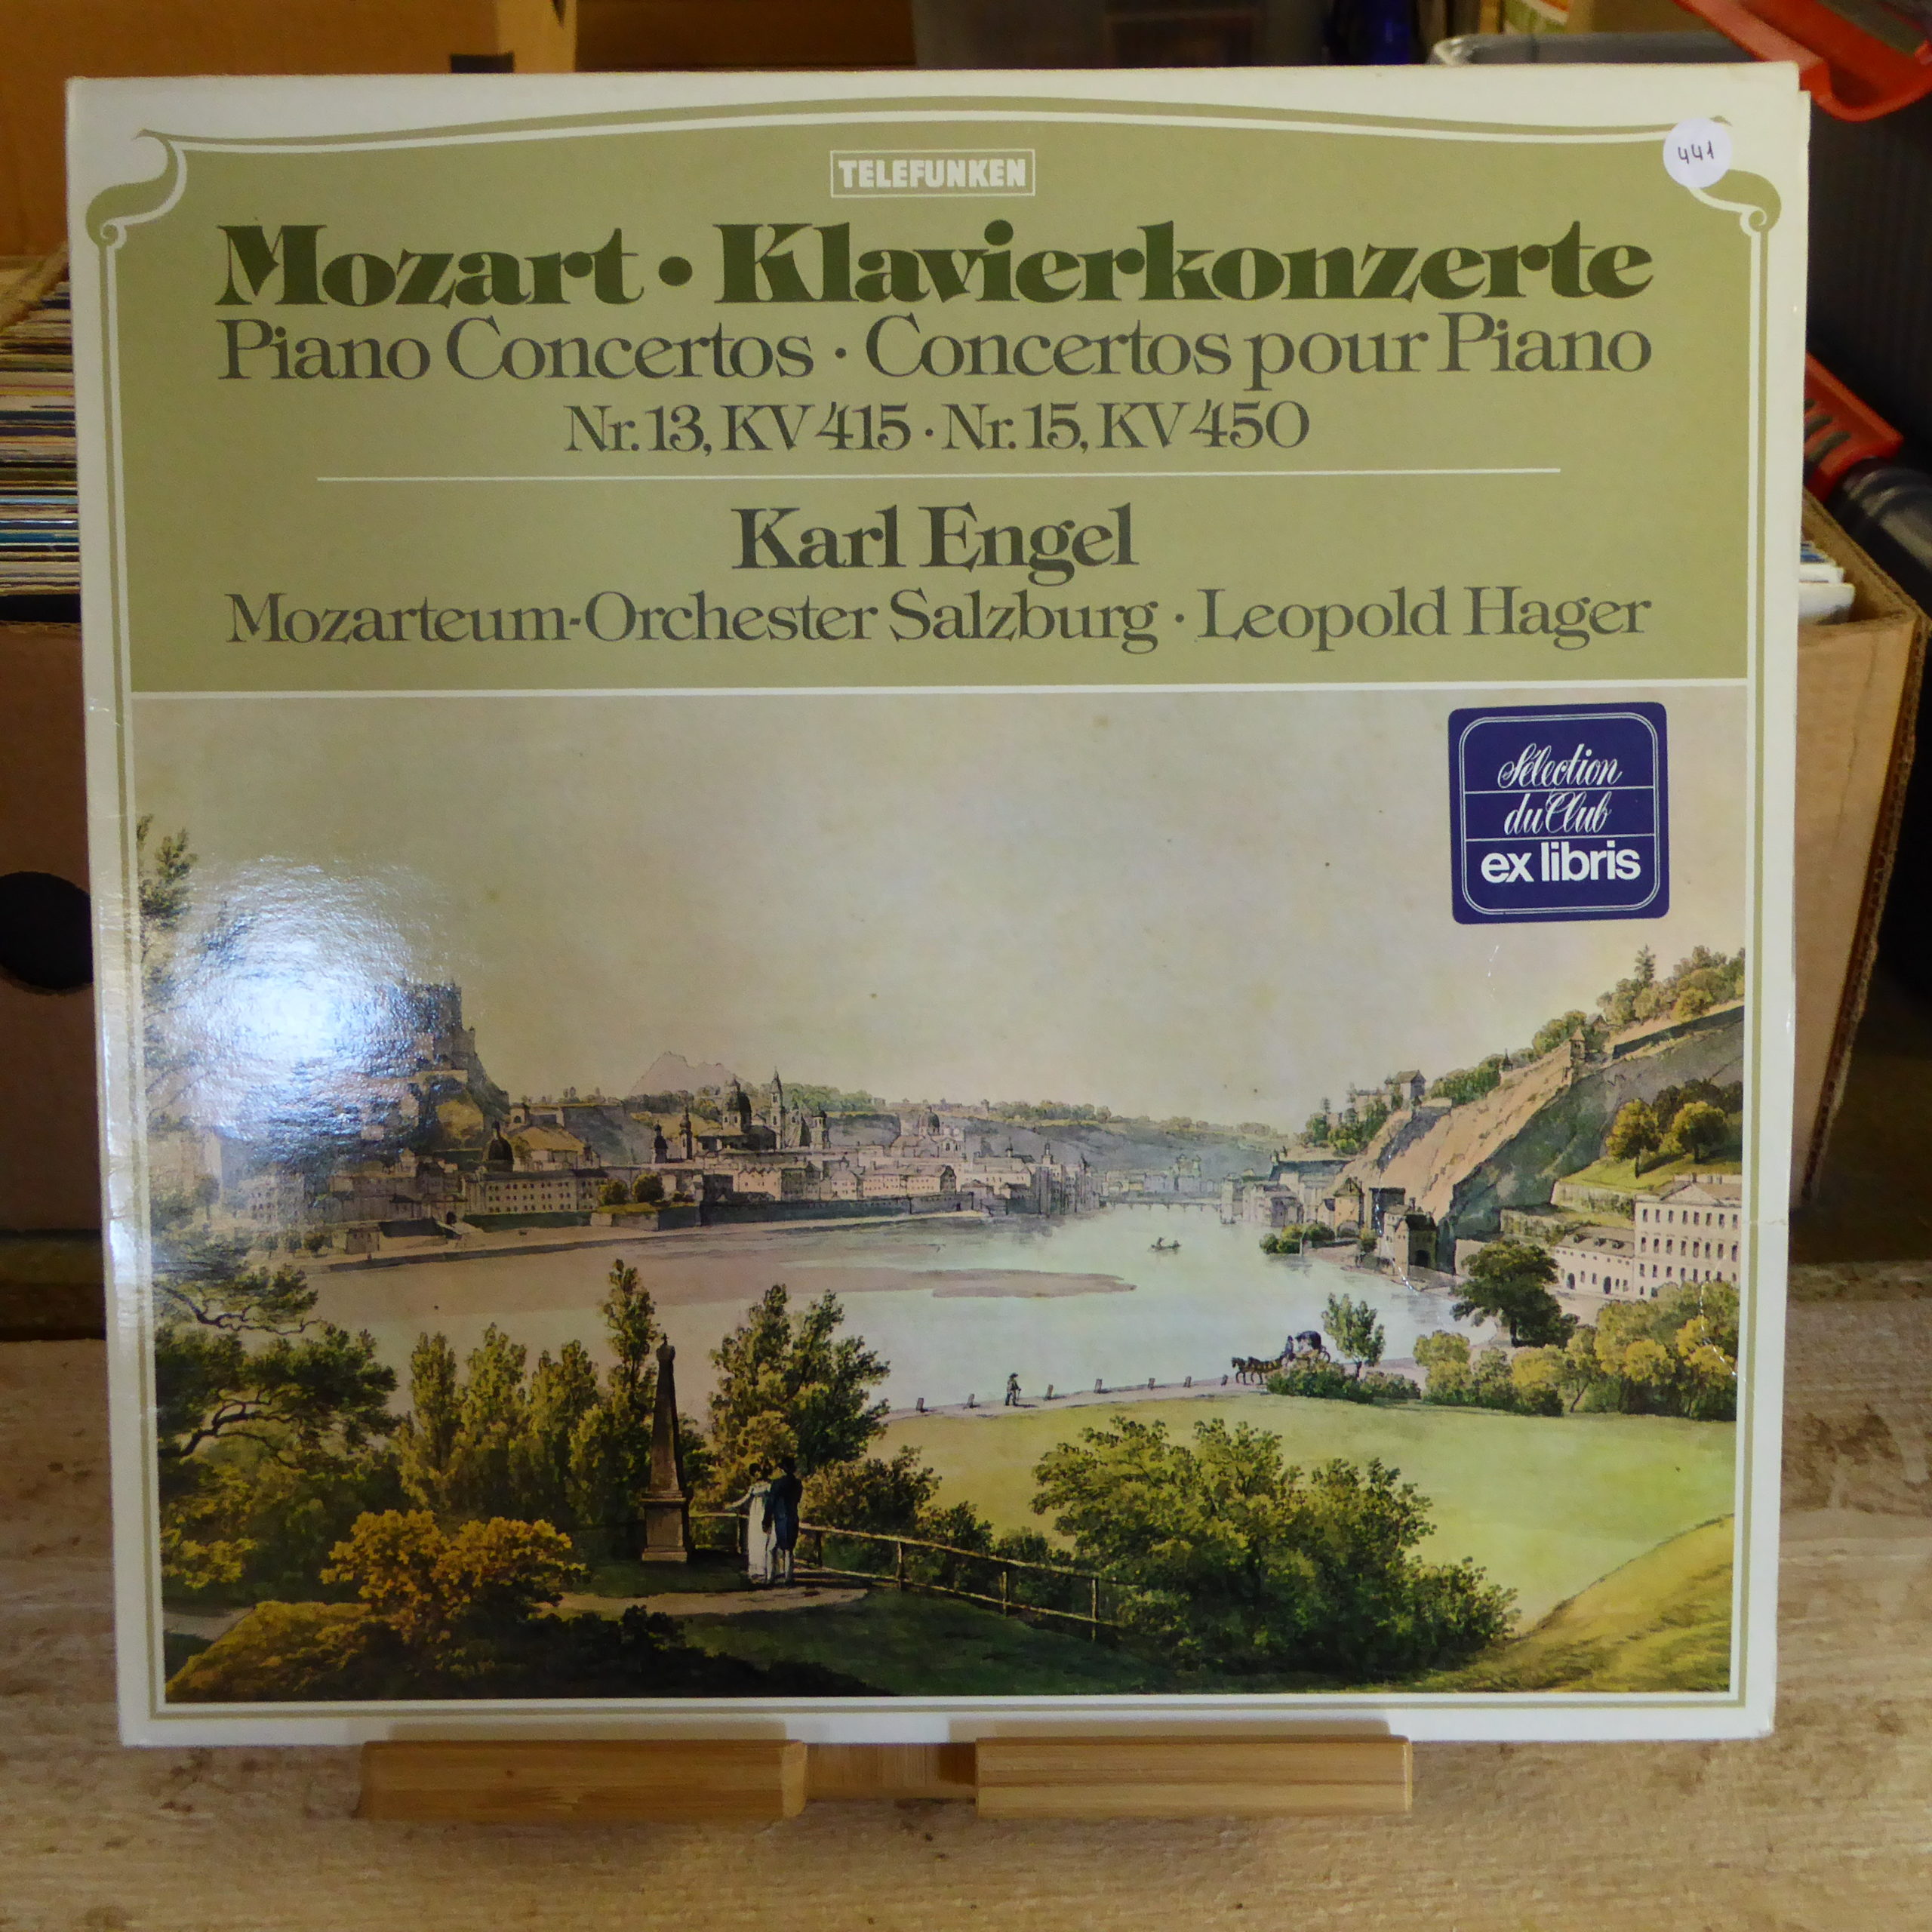 TELEFUNKEN
441
Mozart • Klavierkonzerte
Piano Concertos · Concertos pour Piano
Nr. 13, KV 415 · Nr. 15, KV 450
Karl Engel
Mozarteum-Orchester Salzburg · Leopold Hager
Sélection
du Club
ex libris